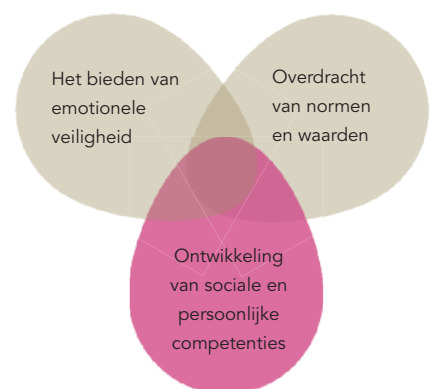 Het bieden van
emotionele
veiligheid
Overdracht
van normen
en waarden
Ontwikkeling
van sociale en
persoonlijke
competenties